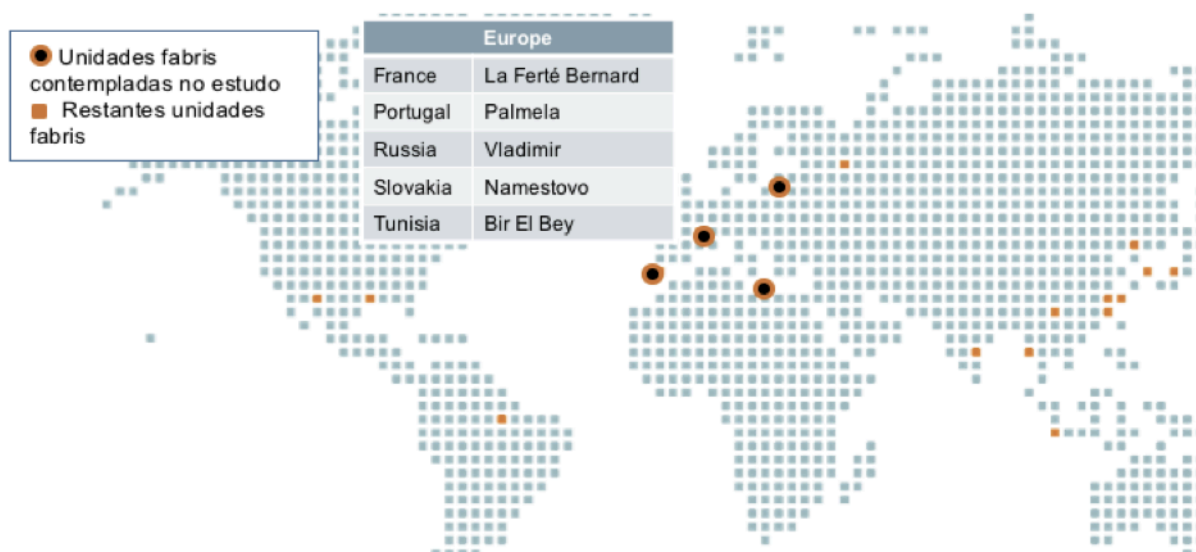 Unidades fabris
contempladas no estudo
Restantes unidades
fabris
Europe
France La Ferté Bernard
Portugal Palmela
Russia Vladimir
Slovakia Namestovo
Tunisia Bir El Bey